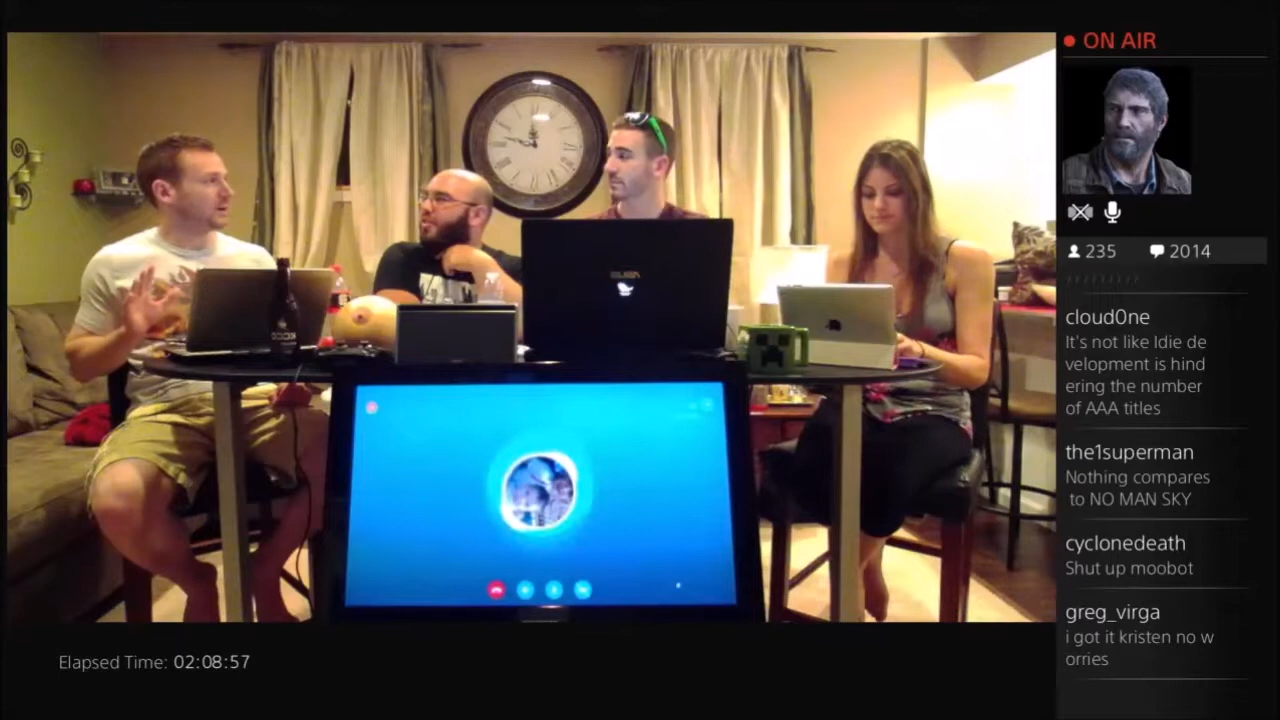 ON AIR
235 2014
cloud0ne
It's not like Idie de
velopment is hind
ering the number
of AAA titles
the1superman
Nothing compares
to NO MAN SKY
cyclonedeath
Shut up moobot
greg_virga
i got it kristen no w
orries
Elapsed Time: 02:08:57